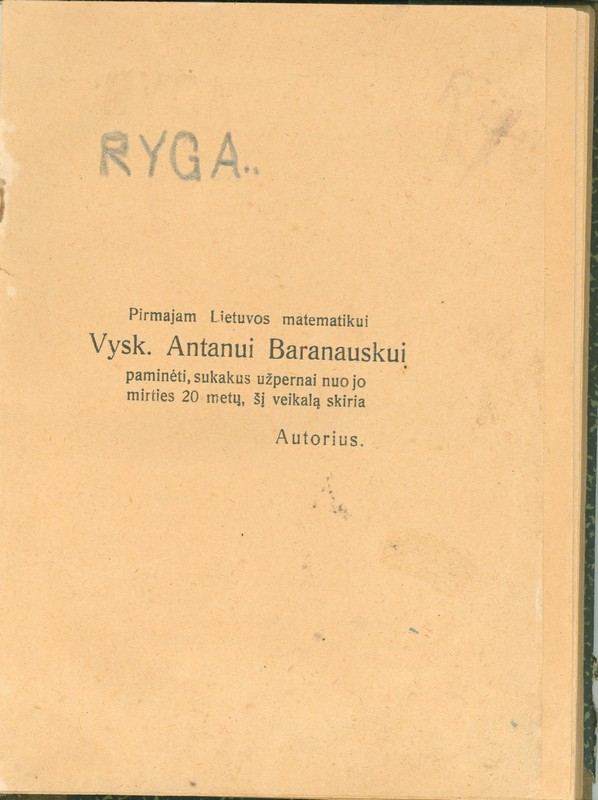 RYGA..
Pirmajam Lietuvos matematikui
Vysk. Antanui Baranauskui
paminėti, sukakus užpernai nuo jo
mirties 20 metų, šį veikalą skiria
Autorius.